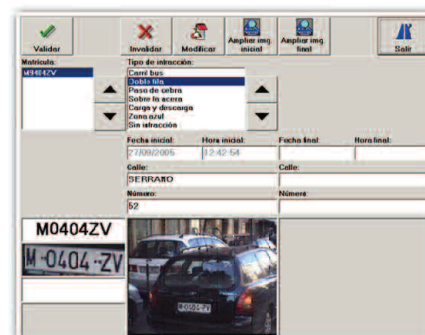 Validar
Invalidar
Modificar
Ampliar img. inicial
Ampliar img. final
Salir
Matrícula:
M0404ZV
Tipo de infracción:
Carril bus
Doble fila
Paso de cebra
Sobre la acera
Carga y descarga
Zona azul
Sin infracción
Fecha inicial:
Hora inicial:
Fecha final:
Hora final:
27/09/2005
12:42:54
Calle:
Calle:
SERRANO
Número:
Número:
52
M0404ZV
M-0404-ZV
M-0404-ZV